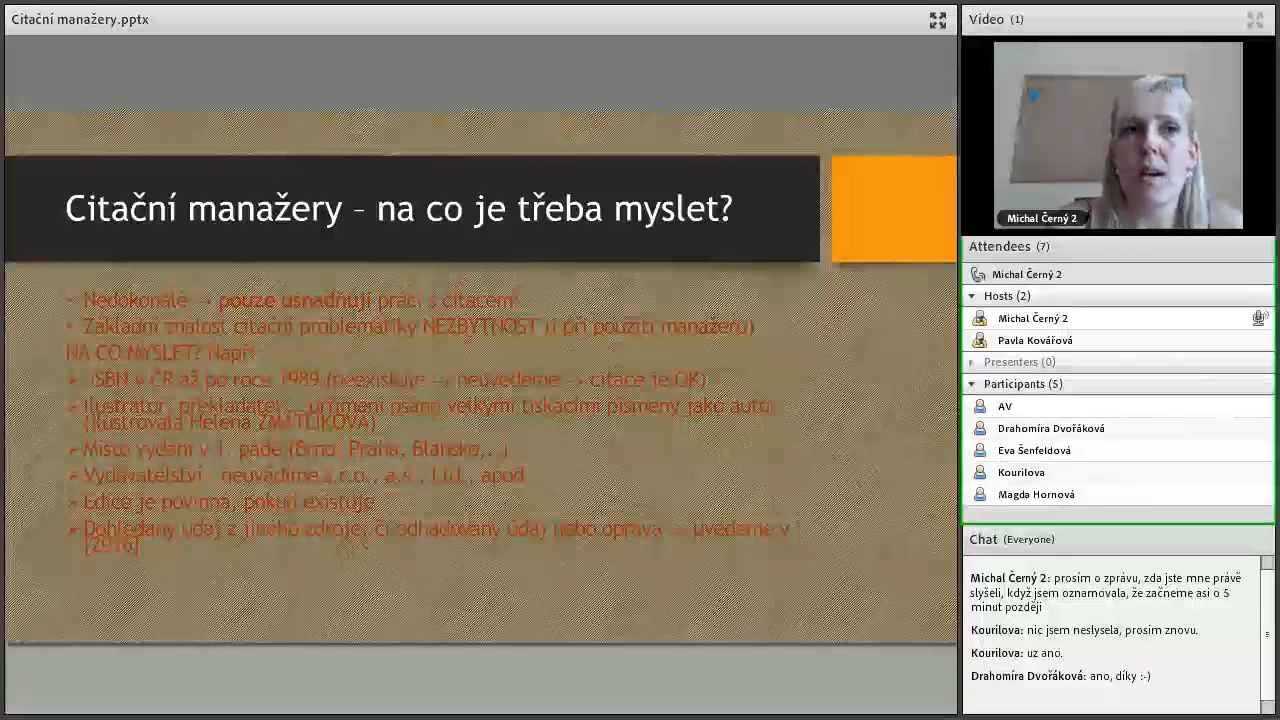 Citační manažery.pptx
Citační manažery – na co je třeba myslet?
Nedokonalé → pouze usnadňují práci s citacemi
Základní znalost citační problematiky NEZBYTNOST (i při použití manažerů)
NA CO MYSLET? Např.
ISBN v ČR až po roce 1989 (neexistuje → neuvedeme → citace je OK)
Ilustrátor, překladatel… příjmení psáno velkými tiskacími písmeny jako autor
(Ilustrovala Helena ZMATLÍKOVÁ)
Místo vydání v 1. pádě (Brno, Praha, Blansko,…)
Vydavatelství – neuvádíme s.r.o., a.s., Ltd., apod.
Edice je povinná, pokud existuje
Dohledaný údaj z jiného zdroje, či odhadovaný údaj nebo oprava → uvedeme v
[2016]
Video (1)
Michal Černý 2
Attendees (7)
Michal Černý 2
Hosts (2)
Michal Černý 2
Pavla Kovářová
Presenters (0)
Participants (5)
AV
Drahomíra Dvořáková
Eva Šenfeldová
Kourilova
Magda Hornová
Chat (Everyone)
Michal Černý 2: prosím o zprávu, zda jste mne právě
slyšeli, když jsem oznamovala, že začneme asi o 5
minut později
Kourilova: nic jsem neslysela, prosím znovu.
Kourilova: uz ano.
Drahomíra Dvořáková: ano, díky :-)